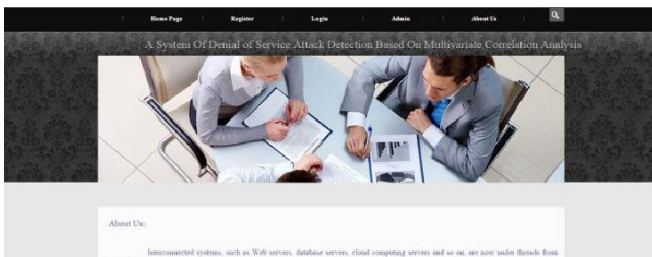 Home Page Register Login Admin About Us
A System Of Denial of Service Attack Detection Based On Multivariate Correlation Analysis
About Us:
Interconnected systems, such as Web servers, database servers, cloud computing servers and so on, are now under threads from